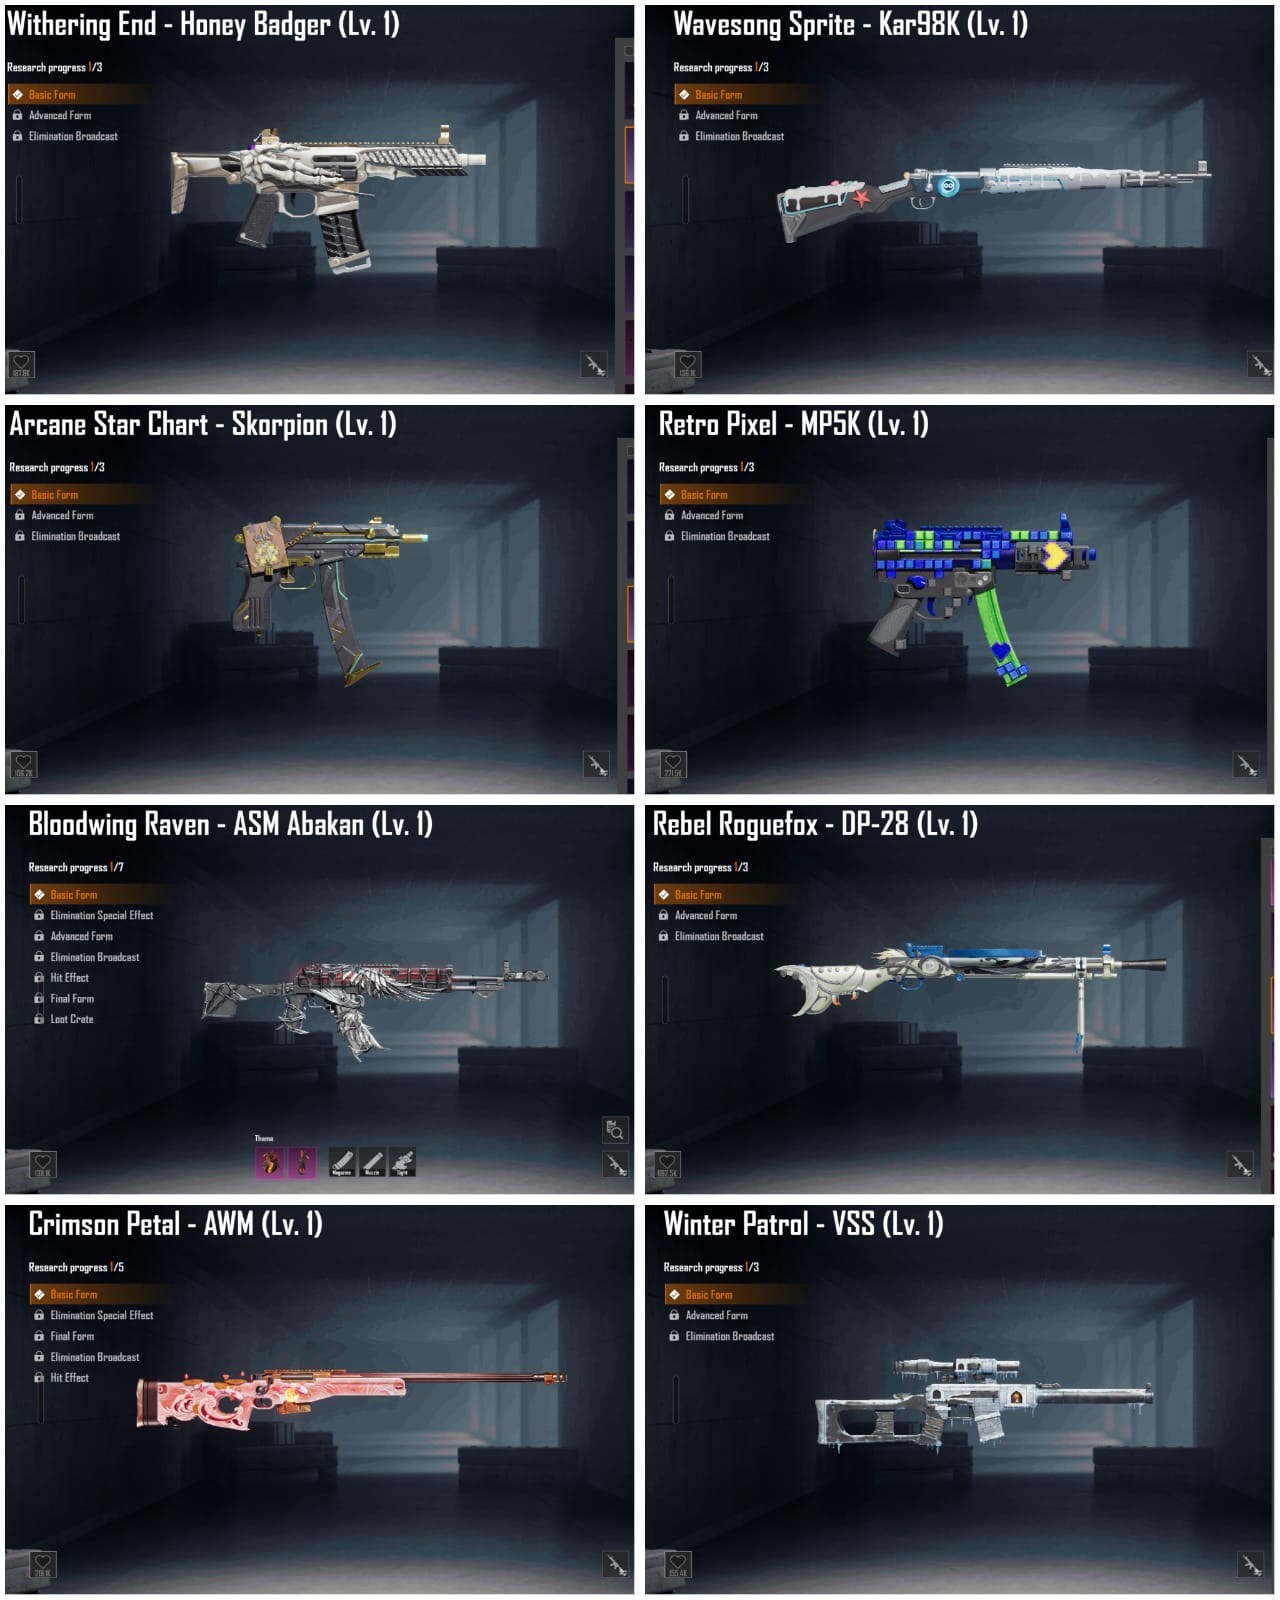 Withering End - Honey Badger (Lv. 1)
Research progress 1/3
Basic Form
Advanced Form
Elimination Broadcast
187.8K
Wavesong Sprite - Kar98K (Lv. 1)
Research progress 1/3
Basic Form
Advanced Form
Elimination Broadcast
Arcane Star Chart - Skorpion (Lv. 1)
Research progress 1/3
Basic Form
Advanced Form
Elimination Broadcast
Retro Pixel - MP5K (Lv. 1)
Research progress 1/3
Basic Form
Advanced Form
Elimination Broadcast
Bloodwing Raven - ASM Abakan (Lv. 1)
Research progress 1/7
Basic Form
Elimination Special Effect
Advanced Form
Elimination Broadcast
Hit Effect
Final Form
Loot Crate
Theme
Magazine
Muzzle
Sight
Rebel Roguefox - DP-28 (Lv. 1)
Research progress 1/3
Basic Form
Advanced Form
Elimination Broadcast
Crimson Petal - AWM (Lv. 1)
Research progress 1/5
Basic Form
Elimination Special Effect
Final Form
Elimination Broadcast
Hit Effect
Winter Patrol - VSS (Lv. 1)
Research progress 1/3
Basic Form
Advanced Form
Elimination Broadcast
155.4K